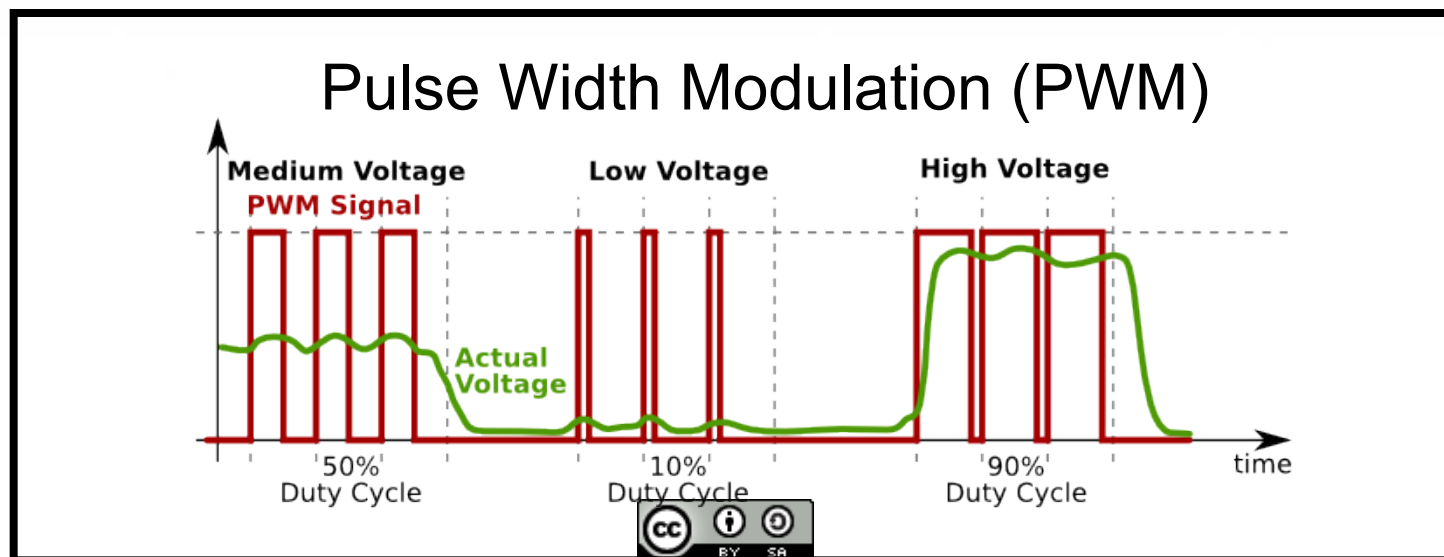 Pulse Width Modulation (PWM)
Medium Voltage
Low Voltage
High Voltage
PWM Signal
Actual
Voltage
50%
Duty Cycle
10%
Duty Cycle
90%
Duty Cycle
time
cc
BY SA